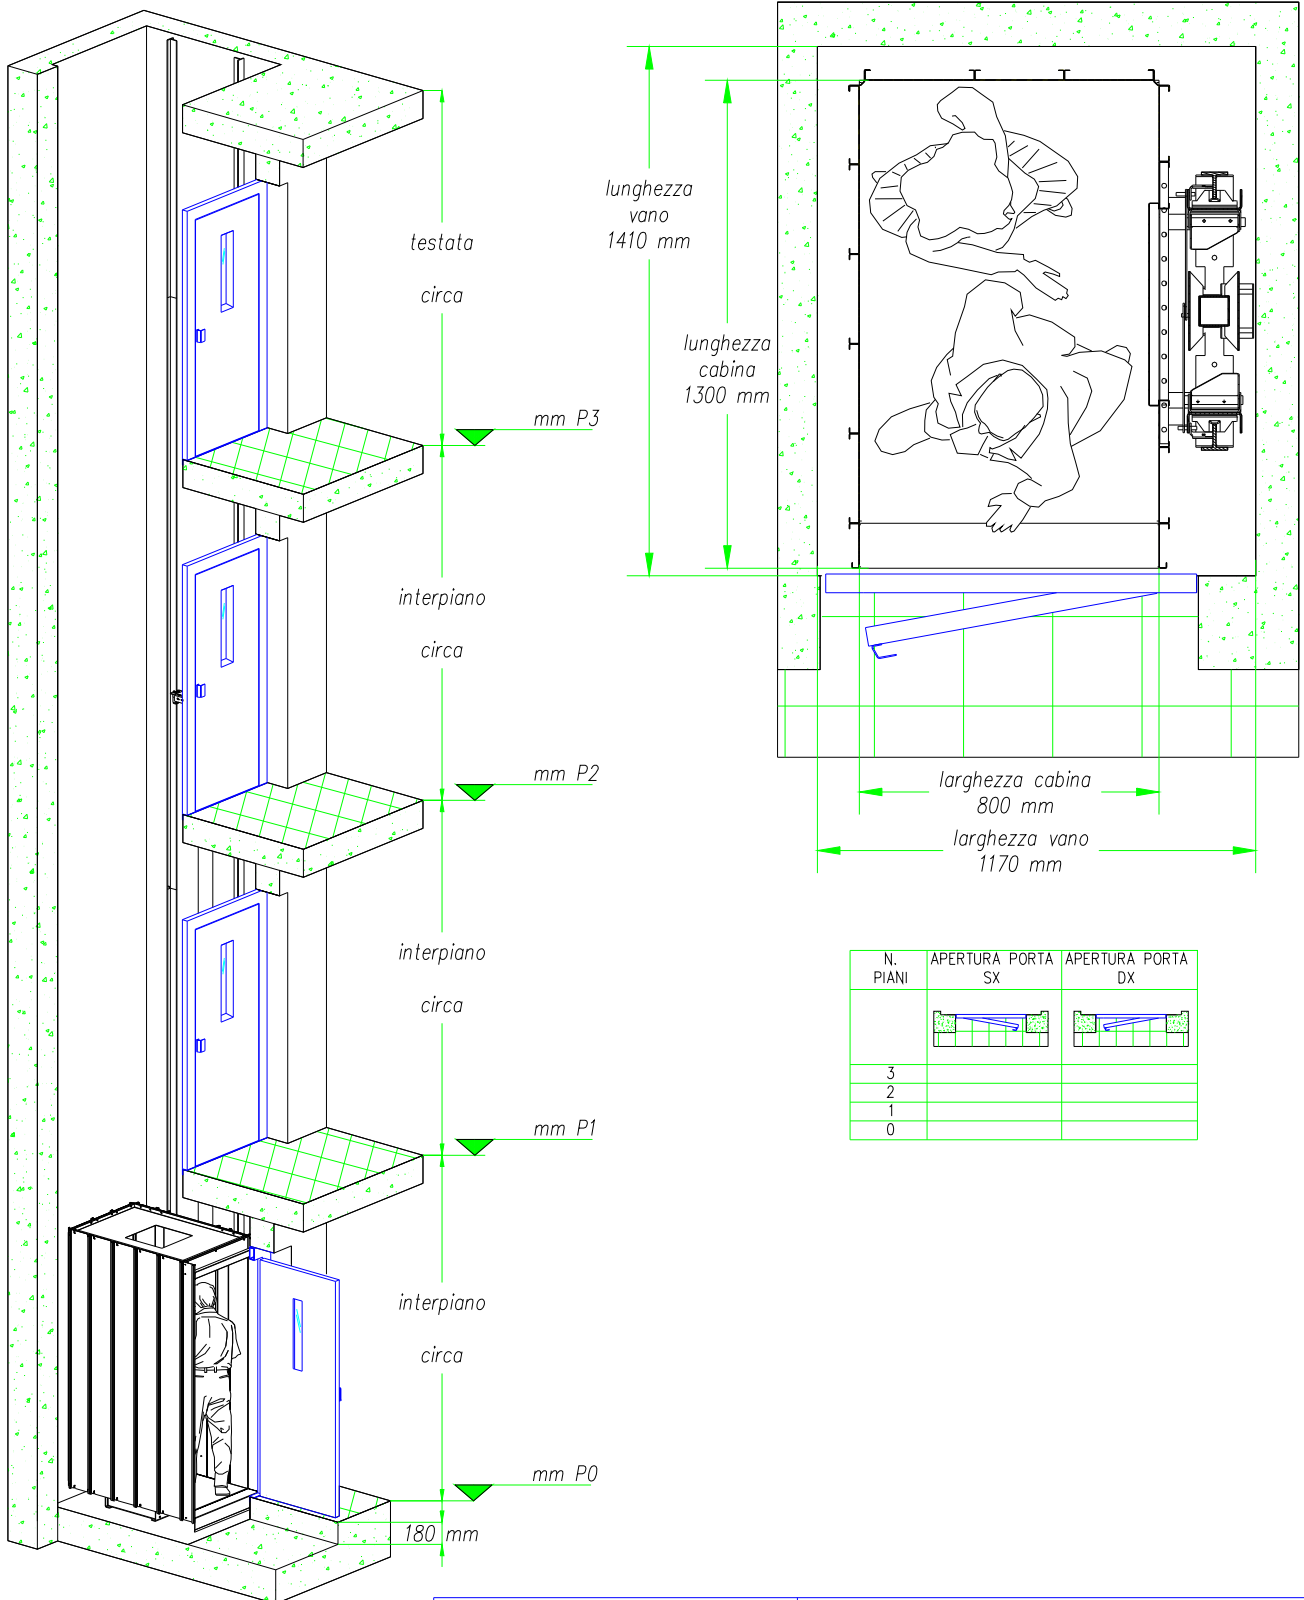 testata
circa
mm P3
interpiano
circa
mm P2
interpiano
circa
mm P1
interpiano
circa
mm P0
180 mm
lunghezza
vano
1410 mm
lunghezza
cabina
1300 mm
larghezza cabina
800 mm
larghezza vano
1170 mm
N.
PIANI
APERTURA PORTA
SX
APERTURA PORTA
DX
3
2
1
0